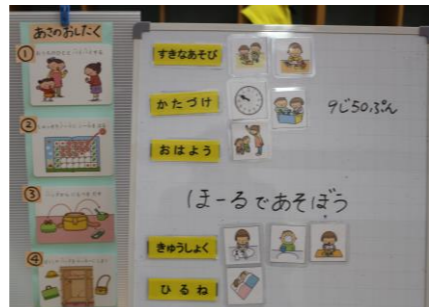 あさのおしたく
①
②
③
④
すきなあそび
かたづけ
9じ50ぷん
おはよう
ほーるであそぼう
きゅうしょく
ひるね